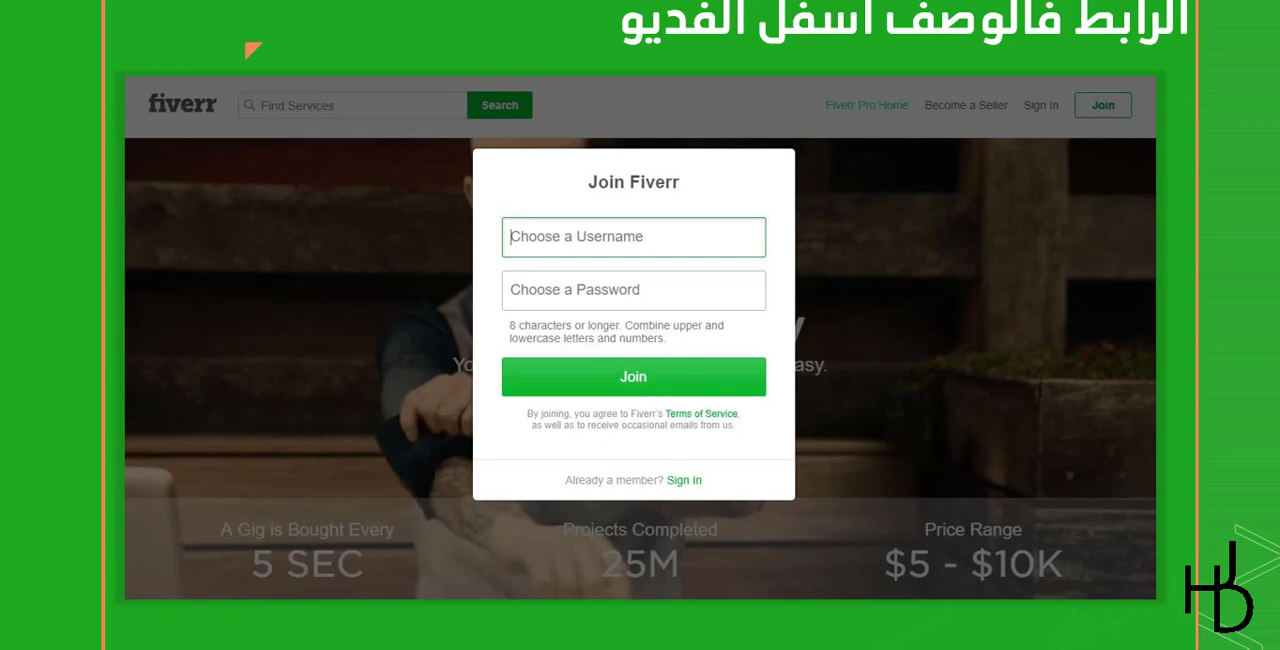 الرابط فالوصف اسفل الفديو
fiverr
Find Services
Search
Fiverr Pro Home
Become a Seller
Sign In
Join
Join Fiverr
Choose a Username
Choose a Password
8 characters or longer. Combine upper and
lowercase letters and numbers.
Join
By joining, you agree to Fiverr's Terms of Service,
as well as to receive occasional emails from us.
Already a member? Sign In
asy.
A Gig is Bought Every
5 SEC
Projects Completed
25M
Price Range
$5 - $10K